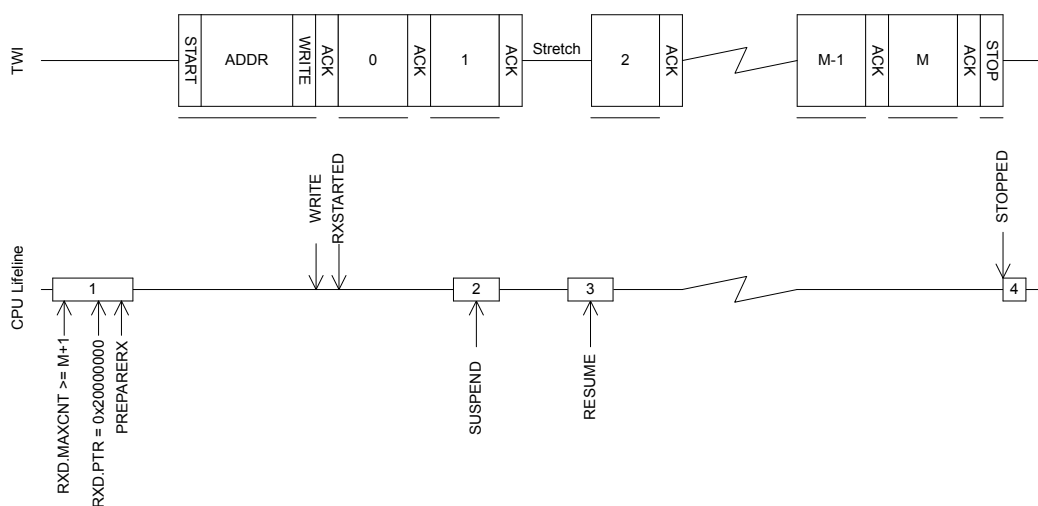 TWI
START
ADDR
WRITE
ACK
0
ACK
1
ACK
Stretch
2
ACK
M-1
ACK
M
ACK
STOP
CPU Lifeline
WRITE
RXSTARTED
STOPPED
1
2
3
4
RXD.MAXCNT >= M+1
RXD.PTR = 0x20000000
PREPARERX
SUSPEND
RESUME